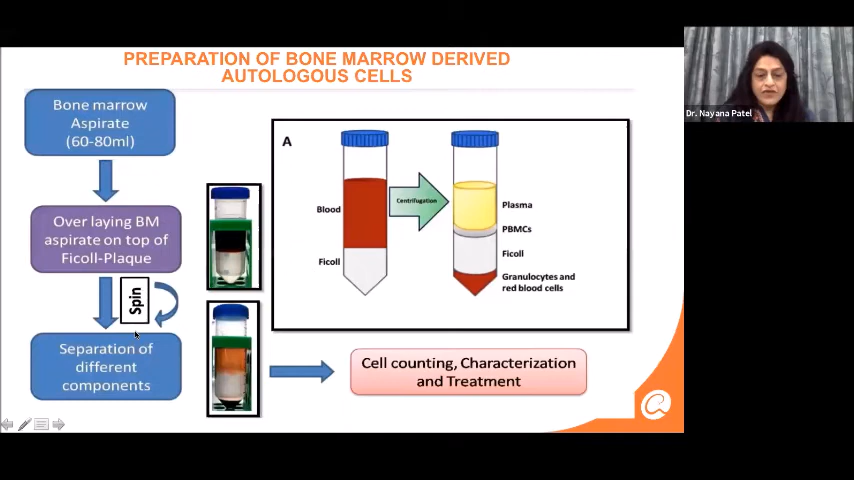 PREPARATION OF BONE MARROW DERIVED
AUTOLOGOUS CELLS
Bone marrow
Aspirate
(60-80ml)
Over laying BM
aspirate on top of
Ficoll-Plaque
Spin
Separation of
different
components
A
Blood
Ficoll
Centrifugation
Plasma
PBMCs
Ficoll
Granulocytes and
red blood cells
Cell counting, Characterization
and Treatment
Dr. Nayana Patel